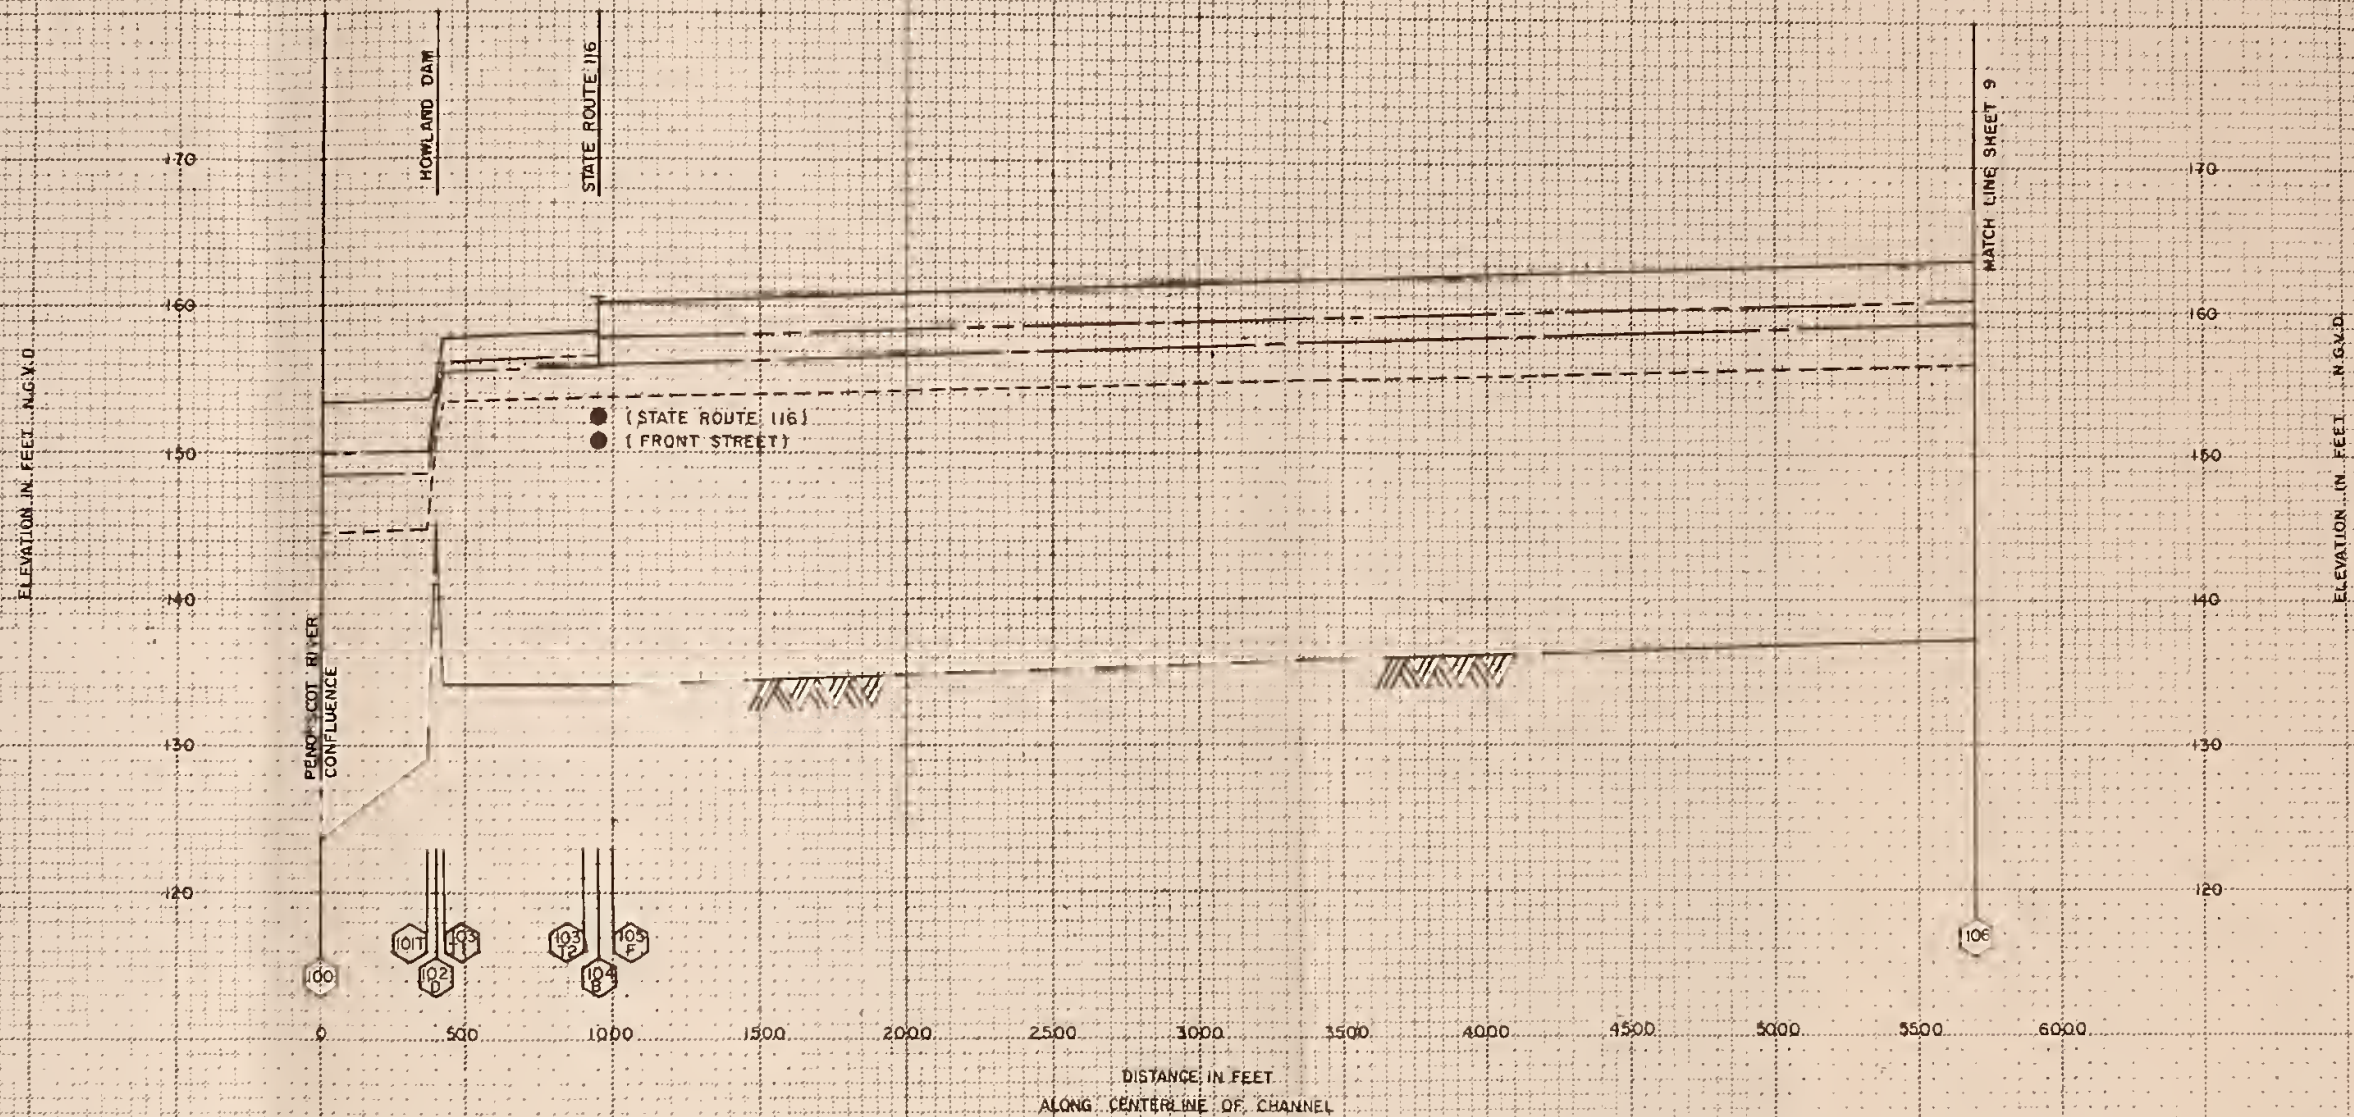 HOWLAND DAM
STATE ROUTE 116
MATCH LINE SHEET 9
170
170
160
160
ELEVATION IN FEET N.G.V.D.
ELEVATION IN FEET N.G.V.D.
(STATE ROUTE 116)
(FRONT STREET)
150
150
140
140
PENOBSCOT RIVER
CONFLUENCE
130
130
120
120
101T
103
T1
103
T2
105
F
106
100
102
D
104
B
0
500
1000
1500
2000
2500
3000
3500
4000
4500
5000
5500
6000
DISTANCE IN FEET
ALONG CENTERLINE OF CHANNEL